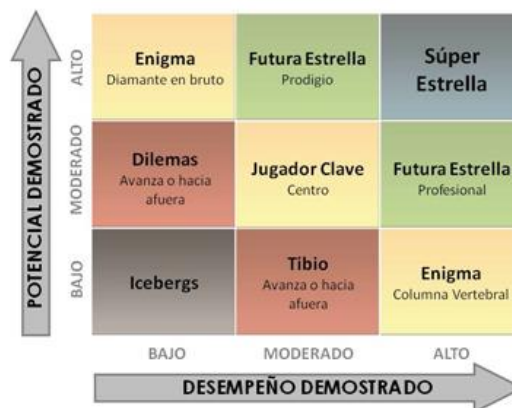 POTENCIAL DEMOSTRADO
ALTO
Enigma
Diamante en bruto
Futura Estrella
Prodigio
Súper
Estrella
MODERADO
Dilemas
Avanza o hacia
afuera
Jugador Clave
Centro
Futura Estrella
Profesional
BAJO
Icebergs
Tibio
Avanza o hacia
afuera
Enigma
Columna Vertebral
BAJO
MODERADO
ALTO
DESEMPEÑO DEMOSTRADO